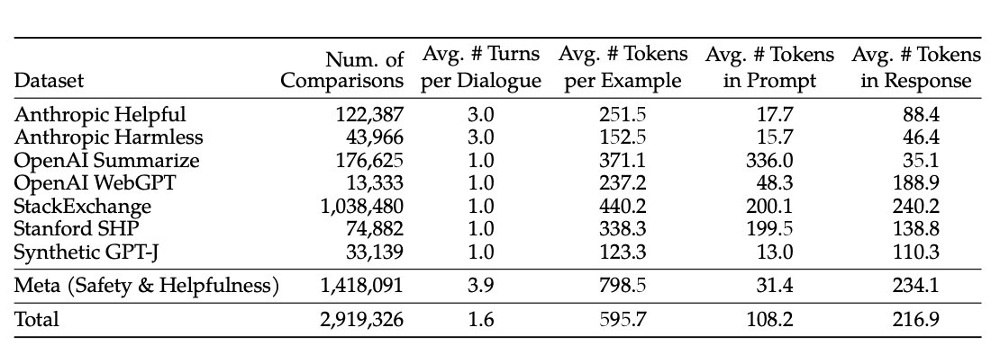 Dataset Num. of Comparisons Avg. # Turns per Dialogue Avg. # Tokens per Example Avg. # Tokens in Prompt Avg. # Tokens in Response
Anthropic Helpful 122,387 3.0 251.5 17.7 88.4
Anthropic Harmless 43,966 3.0 152.5 15.7 46.4
OpenAI Summarize 176,625 1.0 371.1 336.0 35.1
OpenAI WebGPT 13,333 1.0 237.2 48.3 188.9
StackExchange 1,038,480 1.0 440.2 200.1 240.2
Stanford SHP 74,882 1.0 338.3 199.5 138.8
Synthetic GPT-J 33,139 1.0 123.3 13.0 110.3
Meta (Safety & Helpfulness) 1,418,091 3.9 798.5 31.4 234.1
Total 2,919,326 1.6 595.7 108.2 216.9